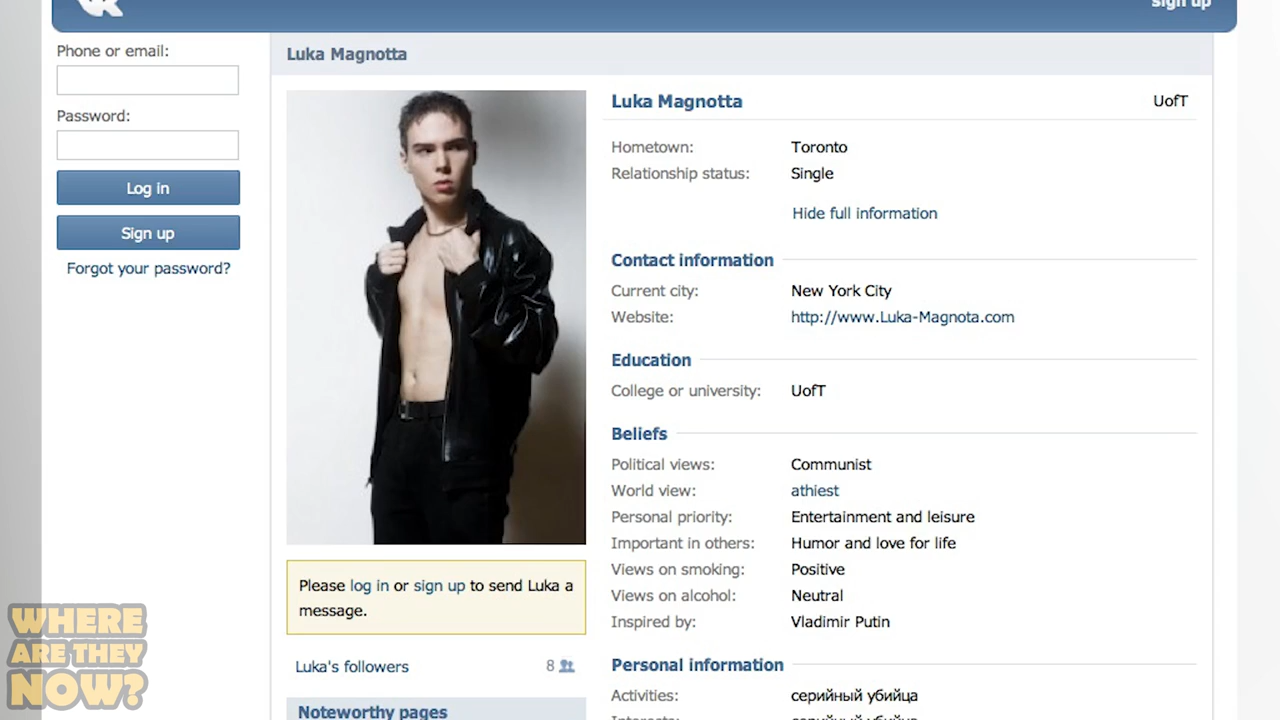 sign up
Phone or email:
Password:
Log in
Sign up
Forgot your password?
Luka Magnotta
Luka Magnotta UofT
Hometown: Toronto
Relationship status: Single
Hide full information
Contact information
Current city: New York City
Website: http://www.Luka-Magnota.com
Education
College or university: UofT
Beliefs
Political views: Communist
World view: athiest
Personal priority: Entertainment and leisure
Important in others: Humor and love for life
Views on smoking: Positive
Views on alcohol: Neutral
Inspired by: Vladimir Putin
Personal information
Activities: серийный убийца
Interests: серийный убийца
Please log in or sign up to send Luka a
message.
Luka's followers 8
Noteworthy pages
WHERE
ARE THEY
NOW?